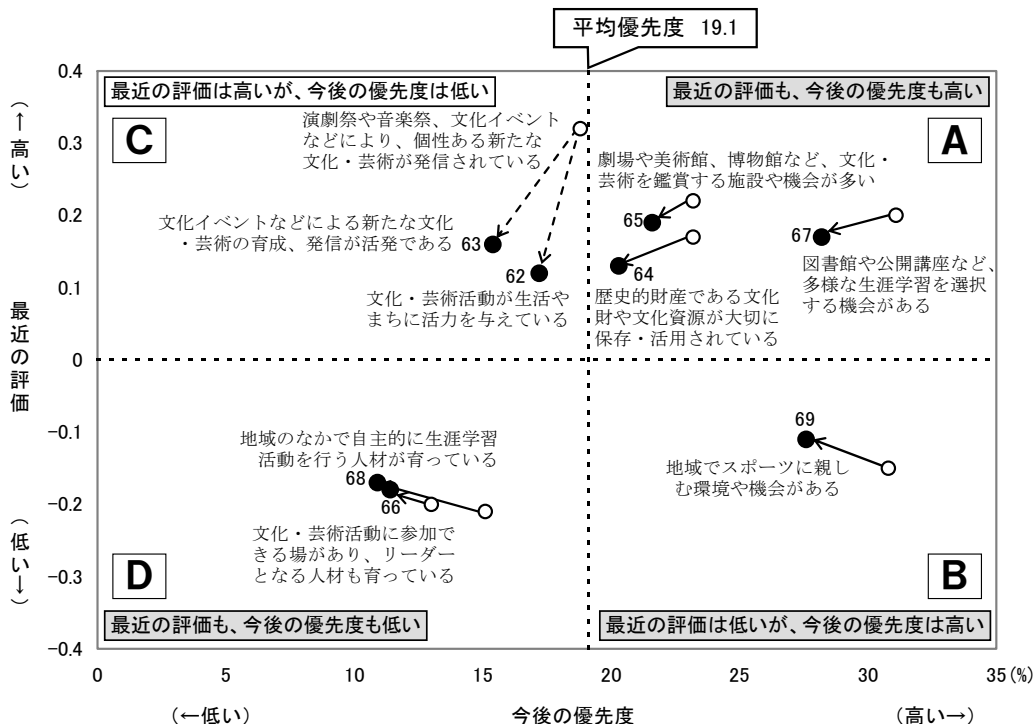 平均優先度 19.1
0.4
0.3
0.2
0.1
0
−0.1
−0.2
−0.3
−0.4
（↑高い）
最近の評価
（低い↓）
最近の評価は高いが、今後の優先度は低い
C
演劇祭や音楽祭、文化イベント
などにより、個性ある新たな
文化・芸術が発信されている
文化イベントなどによる新たな文化
・芸術の育成、発信が活発である
63
62
文化・芸術活動が生活や
まちに活力を与えている
最近の評価も、今後の優先度も高い
A
劇場や美術館、博物館など、文化・
芸術を鑑賞する施設や機会が多い
65
67
64
図書館や公開講座など、
多様な生涯学習を選択
する機会がある
歴史的財産である文化
財や文化資源が大切に
保存・活用されている
地域のなかで自主的に生涯学習
活動を行う人材が育っている
68
66
文化・芸術活動に参加で
きる場があり、リーダー
となる人材も育っている
D
最近の評価も、今後の優先度も低い
69
地域でスポーツに親し
む環境や機会がある
B
最近の評価は低いが、今後の優先度は高い
0 5 10 15 20 25 30 35(%)
（←低い） 今後の優先度 （高い→）